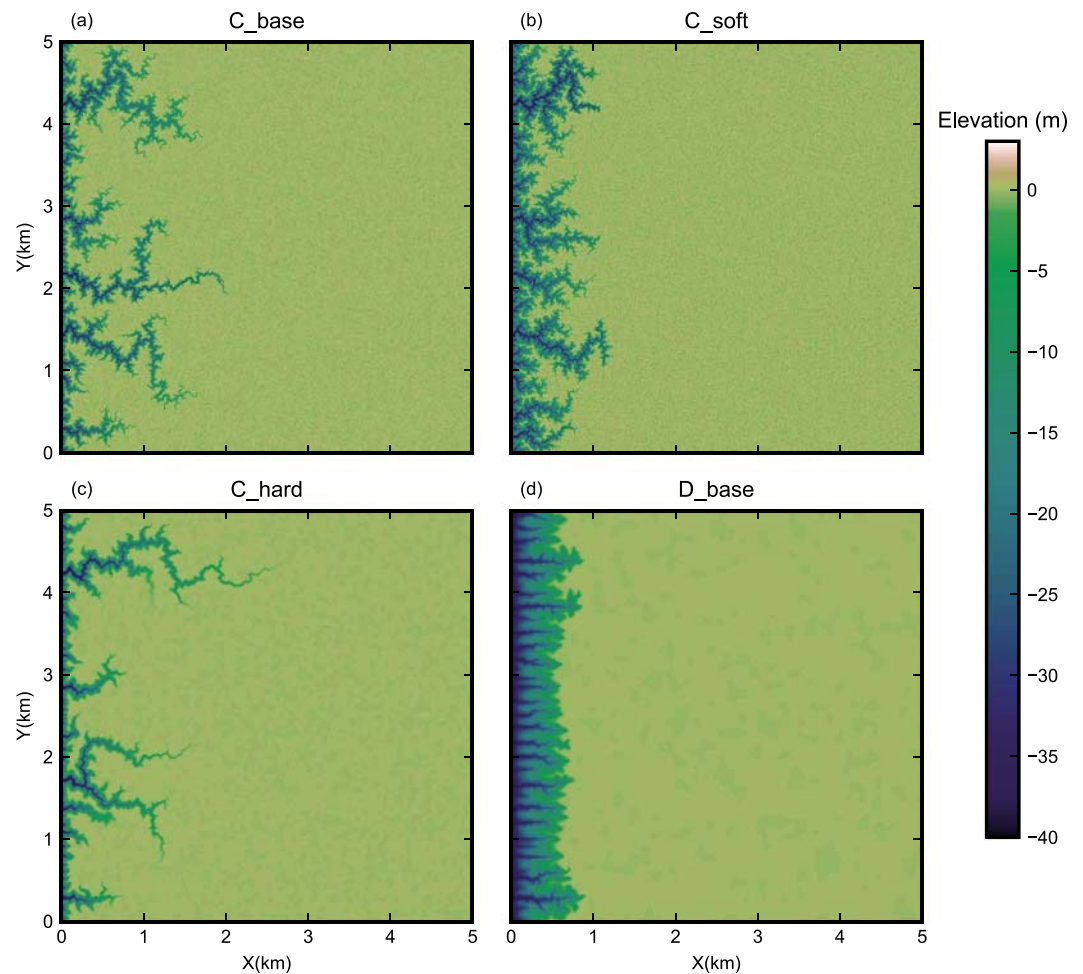 (a) C_base
(b) C_soft
5
4
3
2
1
0
Y(km)
Elevation (m)
0
−5
−10
−15
−20
−25
−30
−35
−40
(c) C_hard
(d) D_base
5
4
3
2
1
0
Y(km)
0 1 2 3 4 5
X(km)
0 1 2 3 4 5
X(km)